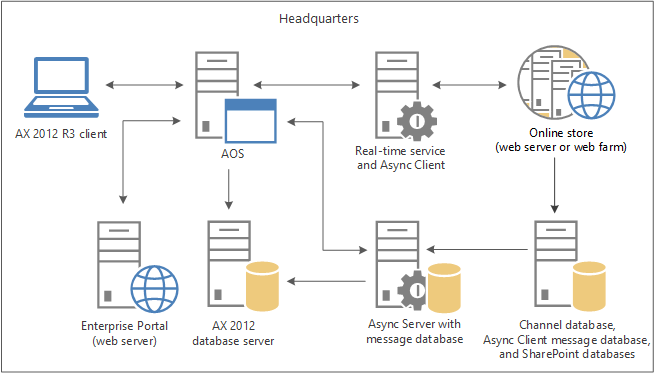 Headquarters
AX 2012 R3 client
AOS
Real-time service
and Async Client
Online store
(web server or web farm)
Enterprise Portal
(web server)
AX 2012
database server
Async Server with
message database
Channel database,
Async Client message database,
and SharePoint databases